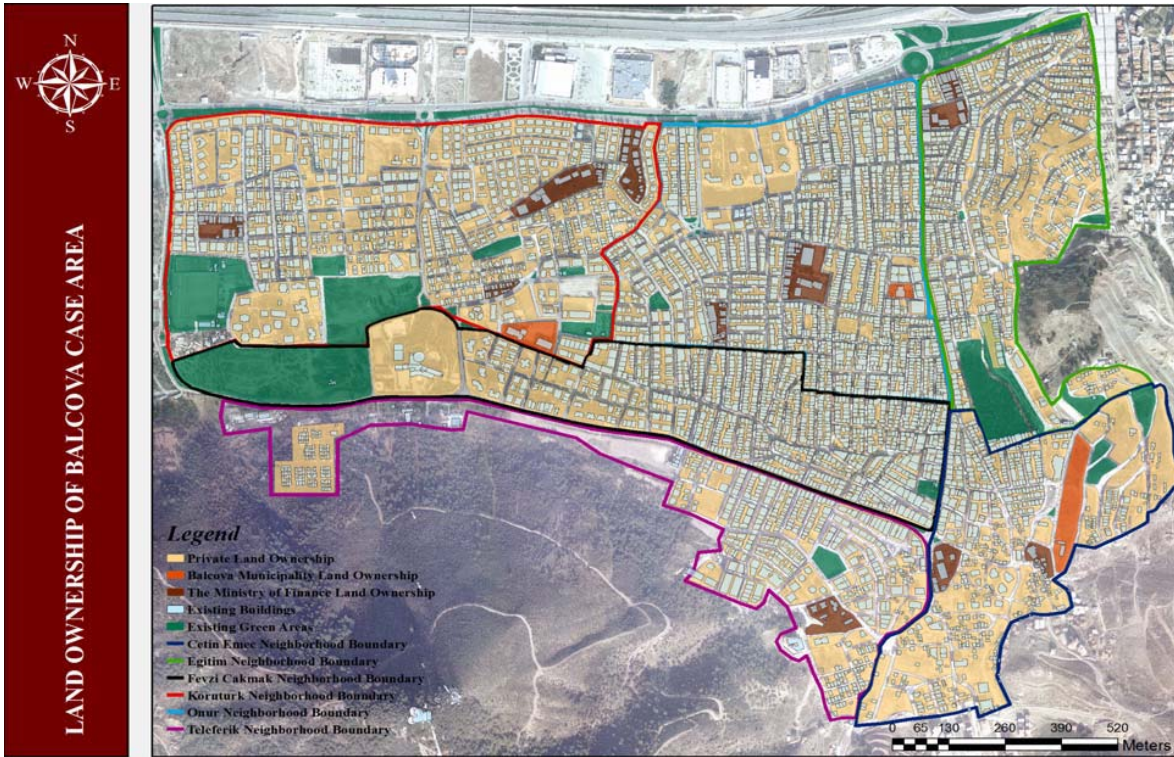 N
W E
S
LAND OWNERSHIP OF BALCOVA CASE AREA
Legend
Private Land Ownership
Balcova Municipality Land Ownership
The Ministry of Finance Land Ownership
Existing Buildings
Existing Green Areas
Cetin Emec Neighborhood Boundary
Egitim Neighborhood Boundary
Fevzi Cakmak Neighborhood Boundary
Koruturk Neighborhood Boundary
Onur Neighborhood Boundary
Teleferik Neighborhood Boundary
0 65 130 260 390 520
Meters